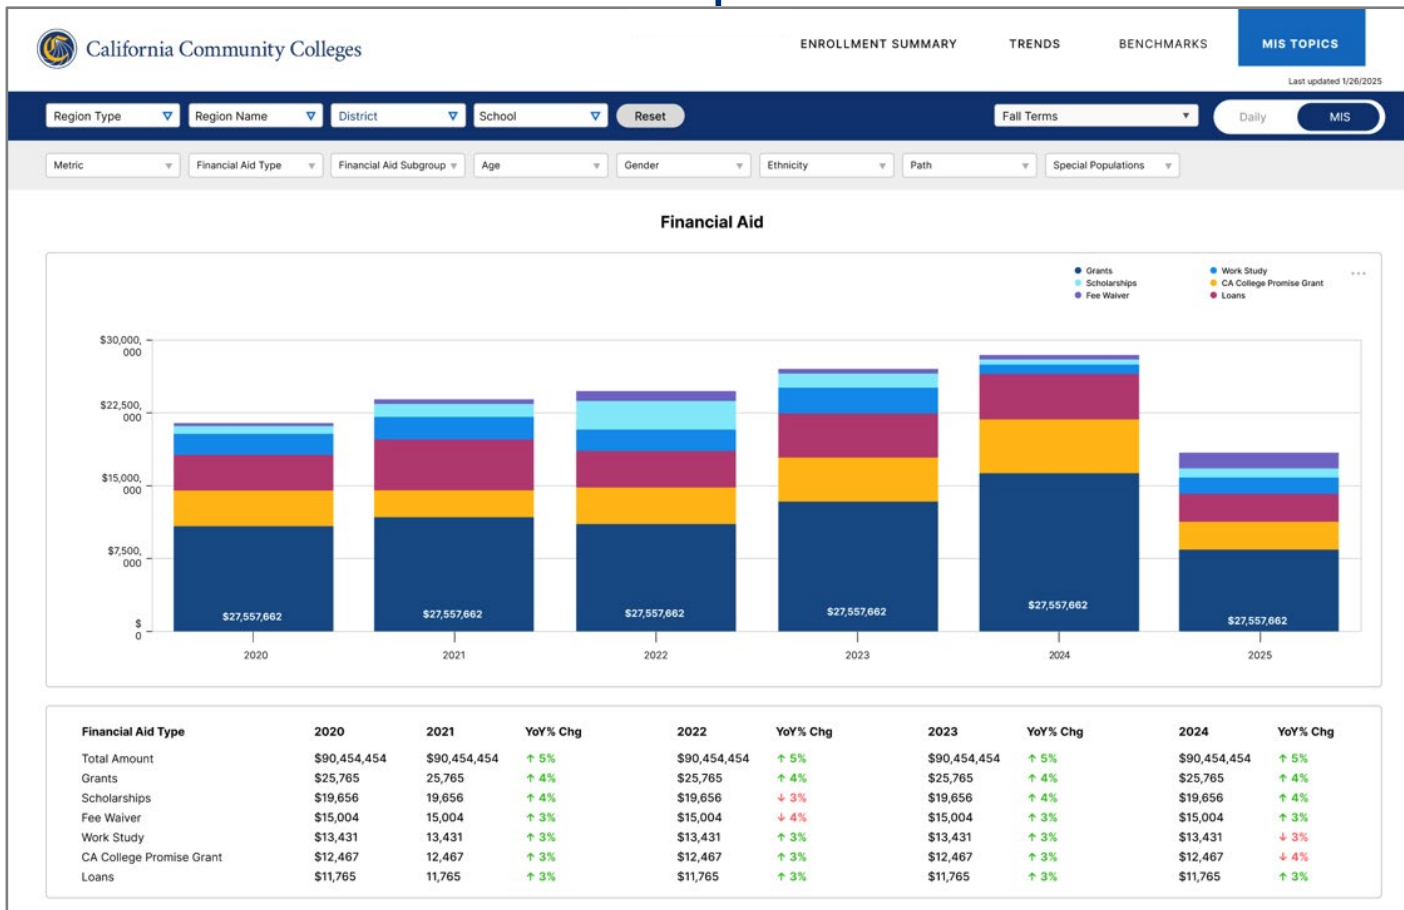 California Community Colleges
ENROLLMENT SUMMARY TRENDS BENCHMARKS MIS TOPICS
Last updated 1/26/2025
Region Type Region Name District School Reset Fall Terms Daily MIS
Metric Financial Aid Type Financial Aid Subgroup Age Gender Ethnicity Path Special Populations
Financial Aid
Grants Work Study
Scholarships CA College Promise Grant
Fee Waiver Loans
$30,000,
000
$22,500,
000
$15,000,
000
$7,500,
000
$
0
$27,557,662 $27,557,662 $27,557,662 $27,557,662 $27,557,662 $27,557,662
2020 2021 2022 2023 2024 2025
Financial Aid Type 2020 2021 YoY% Chg 2022 YoY% Chg 2023 YoY% Chg 2024 YoY% Chg
Total Amount $90,454,454 $90,454,454 ↑ 5% $90,454,454 ↑ 5% $90,454,454 ↑ 5% $90,454,454 ↑ 5%
Grants $25,765 25,765 ↑ 4% $25,765 ↑ 4% $25,765 ↑ 4% $25,765 ↑ 4%
Scholarships $19,656 19,656 ↑ 4% $19,656 ↓ 3% $19,656 ↑ 4% $19,656 ↑ 4%
Fee Waiver $15,004 15,004 ↑ 3% $15,004 ↓ 4% $15,004 ↑ 3% $15,004 ↑ 3%
Work Study $13,431 13,431 ↑ 3% $13,431 ↑ 3% $13,431 ↑ 3% $13,431 ↓ 3%
CA College Promise Grant $12,467 12,467 ↑ 3% $12,467 ↑ 3% $12,467 ↑ 3% $12,467 ↓ 4%
Loans $11,765 11,765 ↑ 3% $11,765 ↑ 3% $11,765 ↑ 3% $11,765 ↑ 3%